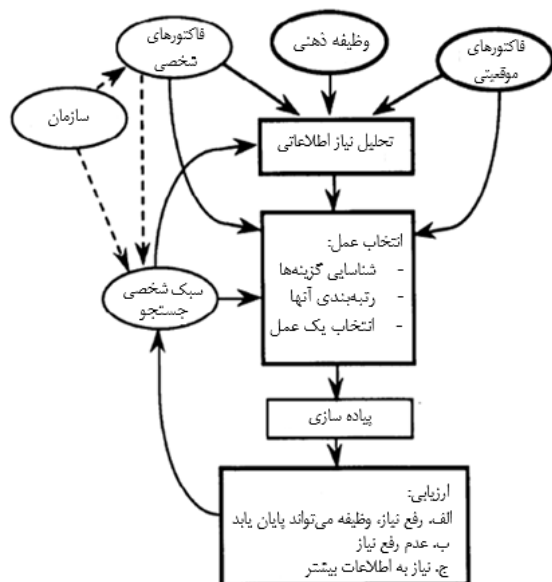 فاکتورهای
شخصی
وظیفه ذهنی
فاکتورهای
موقعیتی
سازمان
تحلیل نیاز اطلاعاتی
انتخاب عمل:
- شناسایی گزینه‌ها
- رتبه‌بندی آنها
- انتخاب یک عمل
سبک شخصی
جستجو
پیاده سازی
ارزیابی:
الف. رفع نیاز، وظیفه می‌تواند پایان یابد
ب. عدم رفع نیاز
ج. نیاز به اطلاعات بیشتر